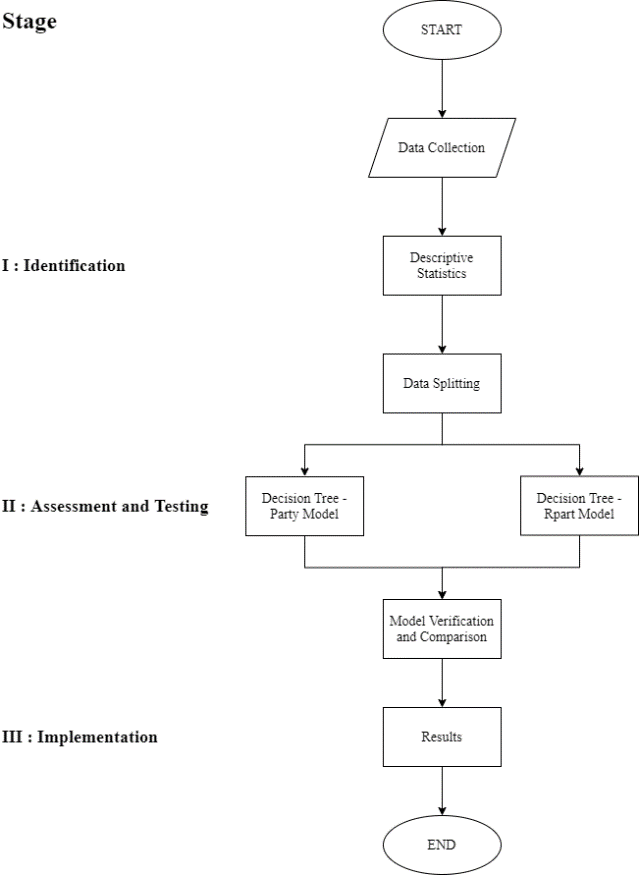 Stage
START
Data Collection
I : Identification
Descriptive
Statistics
Data Splitting
II : Assessment and Testing
Decision Tree -
Party Model
Decision Tree -
Rpart Model
Model Verification
and Comparison
III : Implementation
Results
END